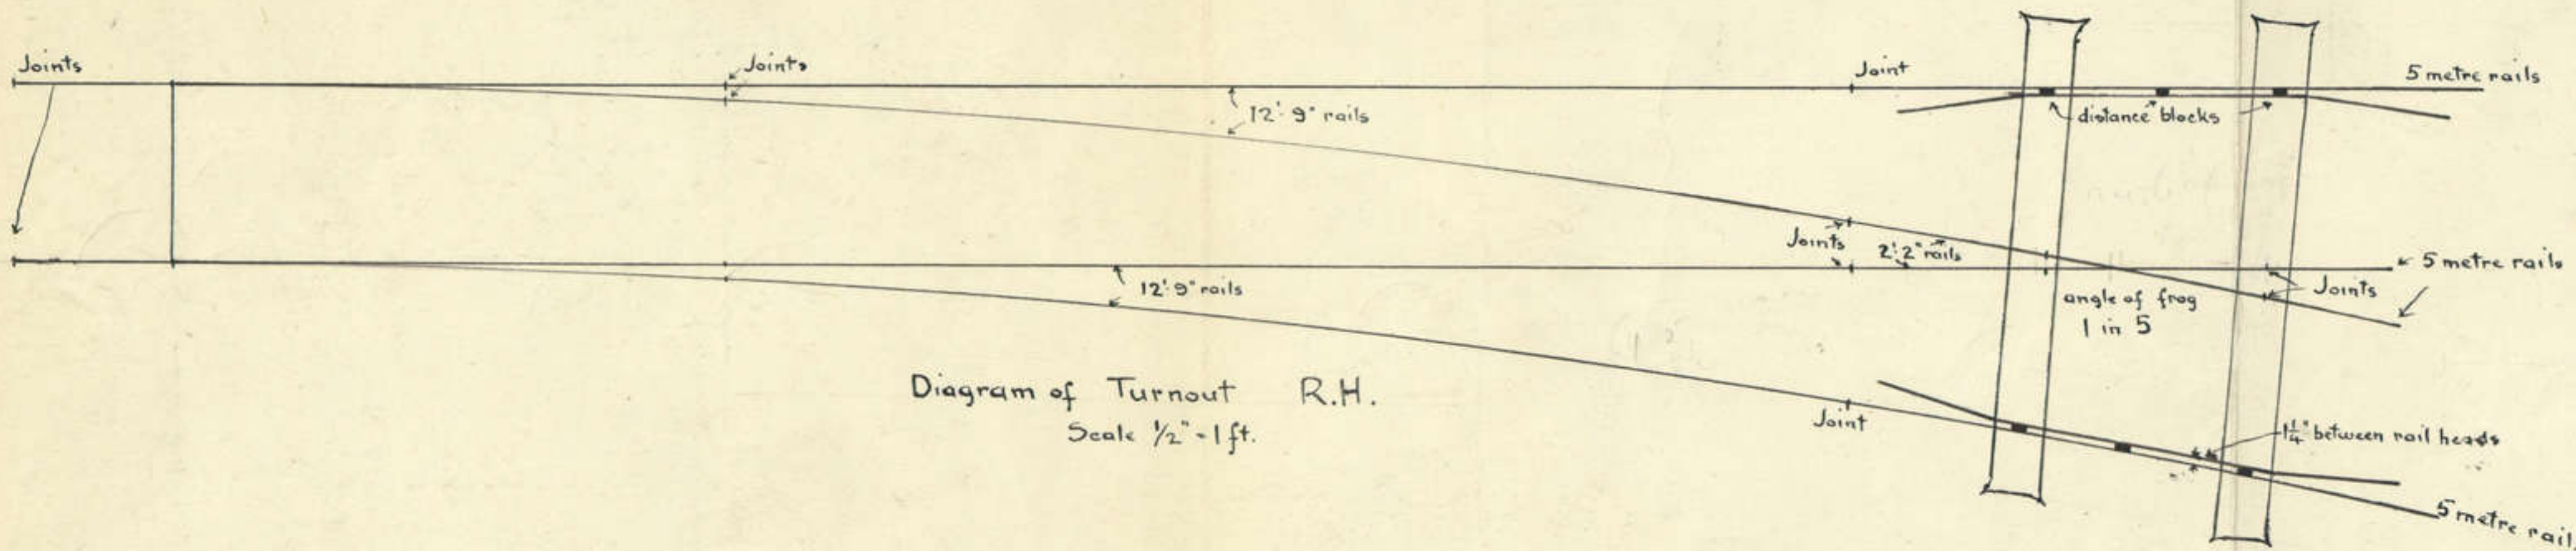 Joints
Joints
Joint
5 metre rails
12'. 9" rails
distance blocks
Joints
2'. 2" rails
5 metre rails
12'. 9" rails
Joints
angle of frog
1 in 5
Diagram of Turnout R.H.
Scale 1/2" = 1 ft.
Joint
1 1/4" between rail heads
5 metre rail